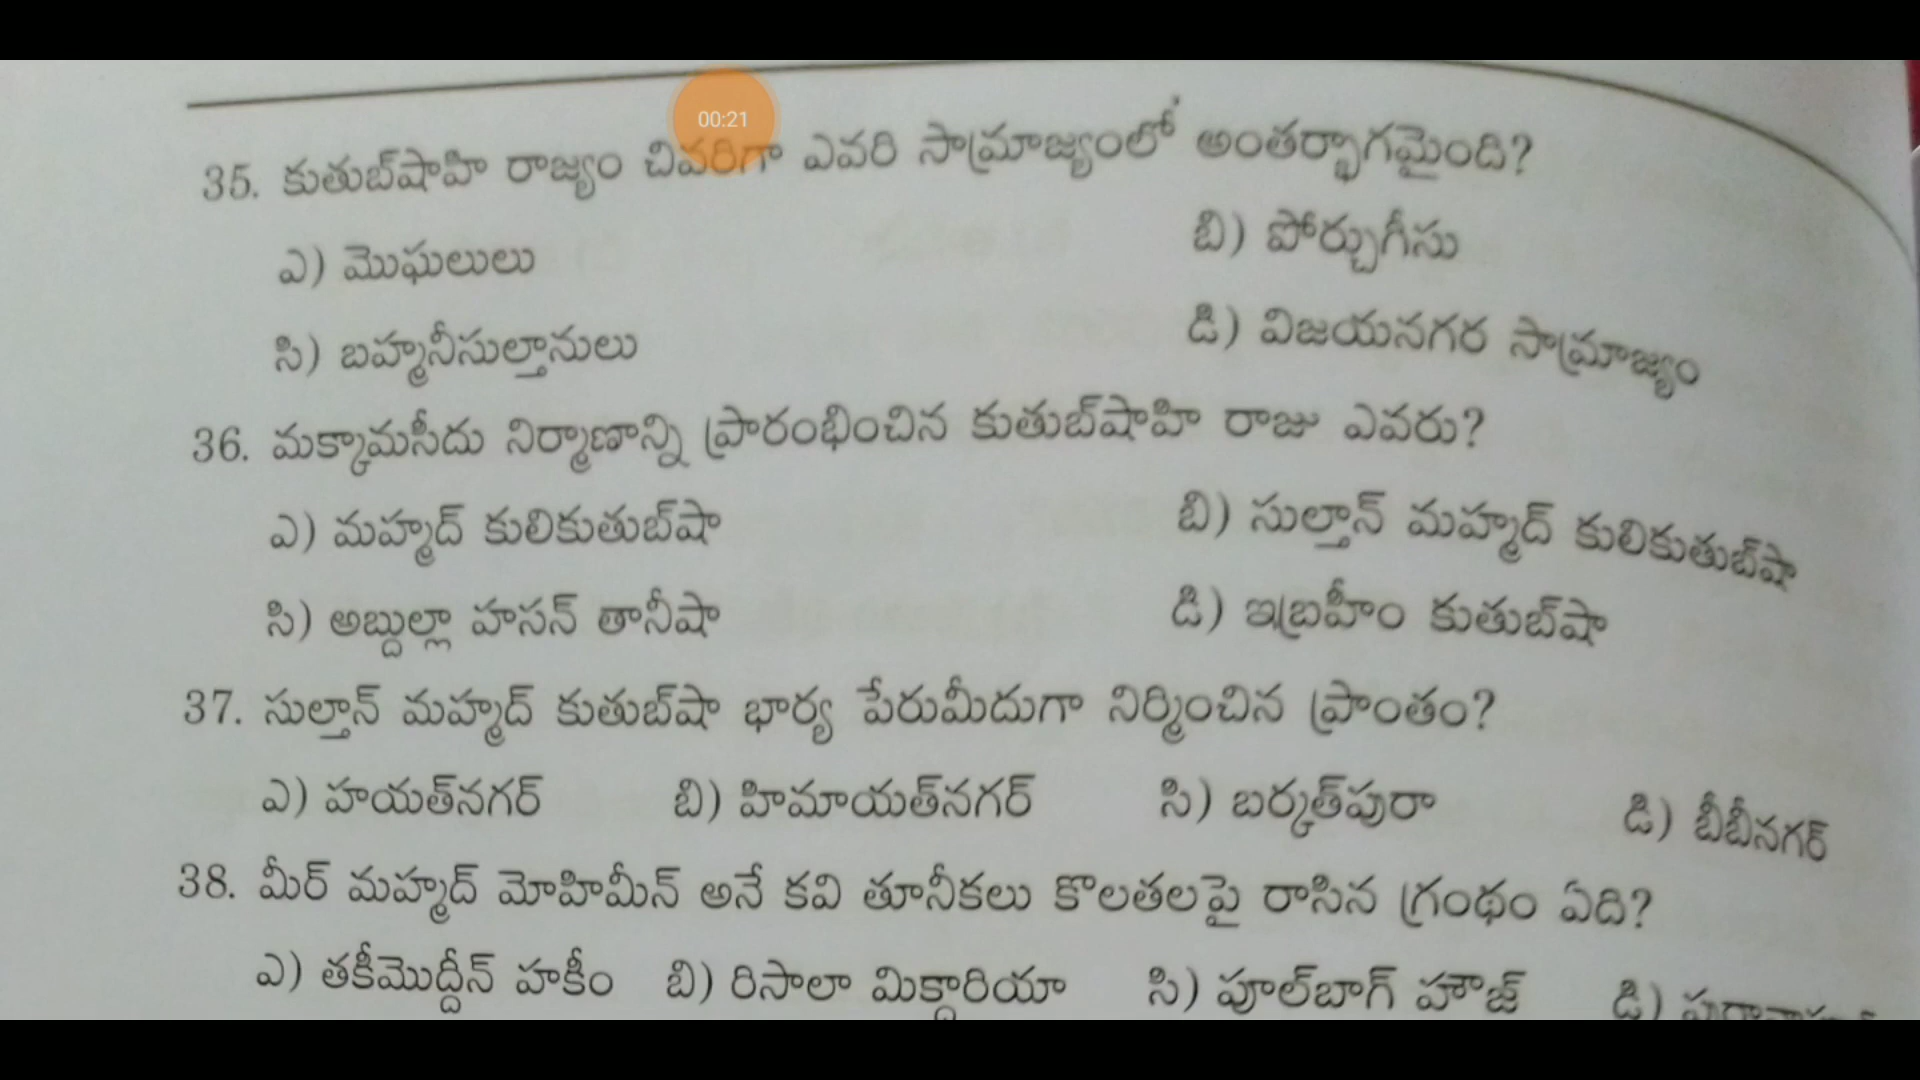 00:21
35. కుతుబ్‌షాహి రాజ్యం చివరిగా ఎవరి సామ్రాజ్యంలో అంతర్భాగమైంది?
ఎ) మొఘలులు బి) పోర్చుగీసు
సి) బహ్మనీసుల్తానులు డి) విజయనగర సామ్రాజ్యం
36. మక్కామసీదు నిర్మాణాన్ని ప్రారంభించిన కుతుబ్‌షాహి రాజు ఎవరు?
ఎ) మహ్మద్ కులికుతుబ్‌షా బి) సుల్తాన్ మహ్మద్ కులికుతుబ్‌షా
సి) అబ్దుల్లా హసన్ తానీషా డి) ఇబ్రహీం కుతుబ్‌షా
37. సుల్తాన్ మహ్మద్ కుతుబ్‌షా భార్య పేరుమీదుగా నిర్మించిన ప్రాంతం?
ఎ) హయత్‌నగర్ బి) హిమాయత్‌నగర్ సి) బర్కత్‌పురా డి) బీబీనగర్
38. మీర్ మహ్మద్ మోహిమీన్ అనే కవి తూనీకలు కొలతలపై రాసిన గ్రంథం ఏది?
ఎ) తకీమొద్దీన్ హకీం బి) రిసాలా మిక్దారియా సి) పూల్‌బాగ్ హౌజ్ డి)